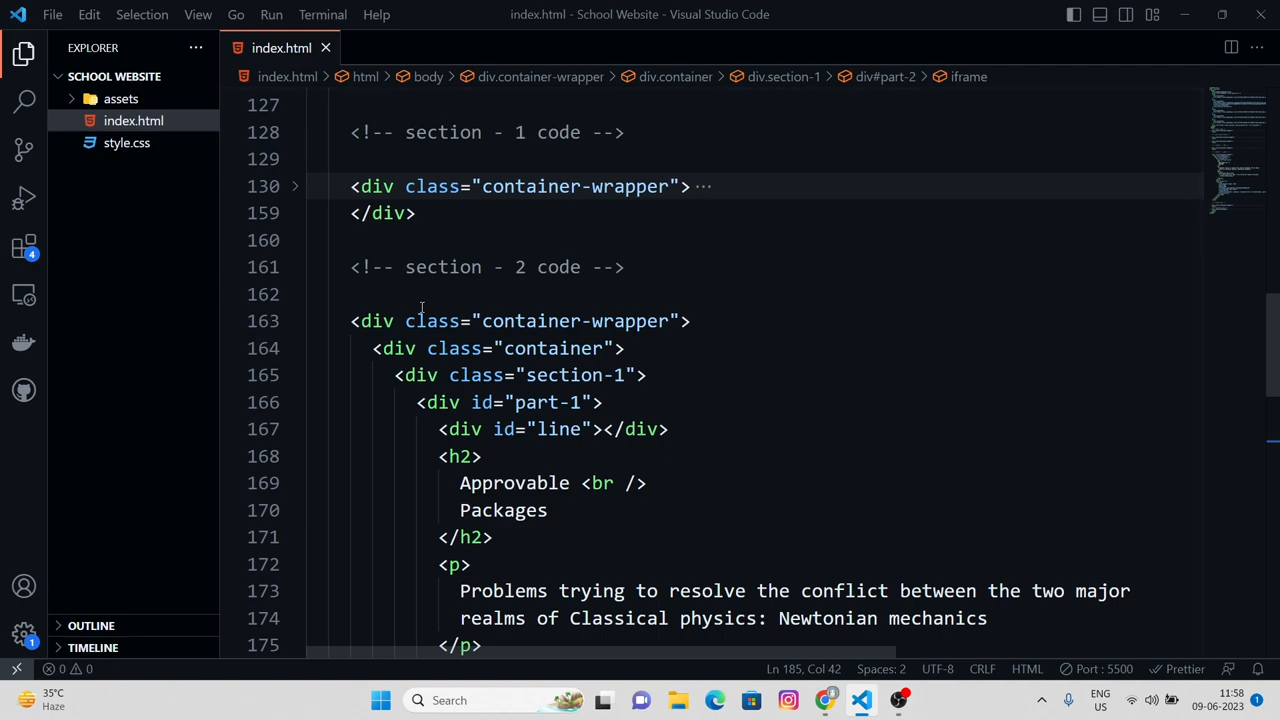 File Edit Selection View Go Run Terminal Help
index.html - School Website - Visual Studio Code
EXPLORER
index.html
SCHOOL WEBSITE
assets
index.html
style.css
index.html > html > body > div.container-wrapper > div.container > div.section-1 > div#part-2 > iframe
127
128 <!-- section - 1 code -->
129
130 <div class="container-wrapper"> ···
159 </div>
160
161 <!-- section - 2 code -->
162
163 <div class="container-wrapper">
164 <div class="container">
165 <div class="section-1">
166 <div id="part-1">
167 <div id="line"></div>
168 <h2>
169 Approvable <br />
170 Packages
171 </h2>
172 <p>
173 Problems trying to resolve the conflict between the two major
174 realms of Classical physics: Newtonian mechanics
175 </p>
4
1
OUTLINE
TIMELINE
0 0
Ln 185, Col 42 Spaces: 2 UTF-8 CRLF HTML Port : 5500 Prettier
35°C
Haze
Search
ENG
US
11:58
09-06-2023
1